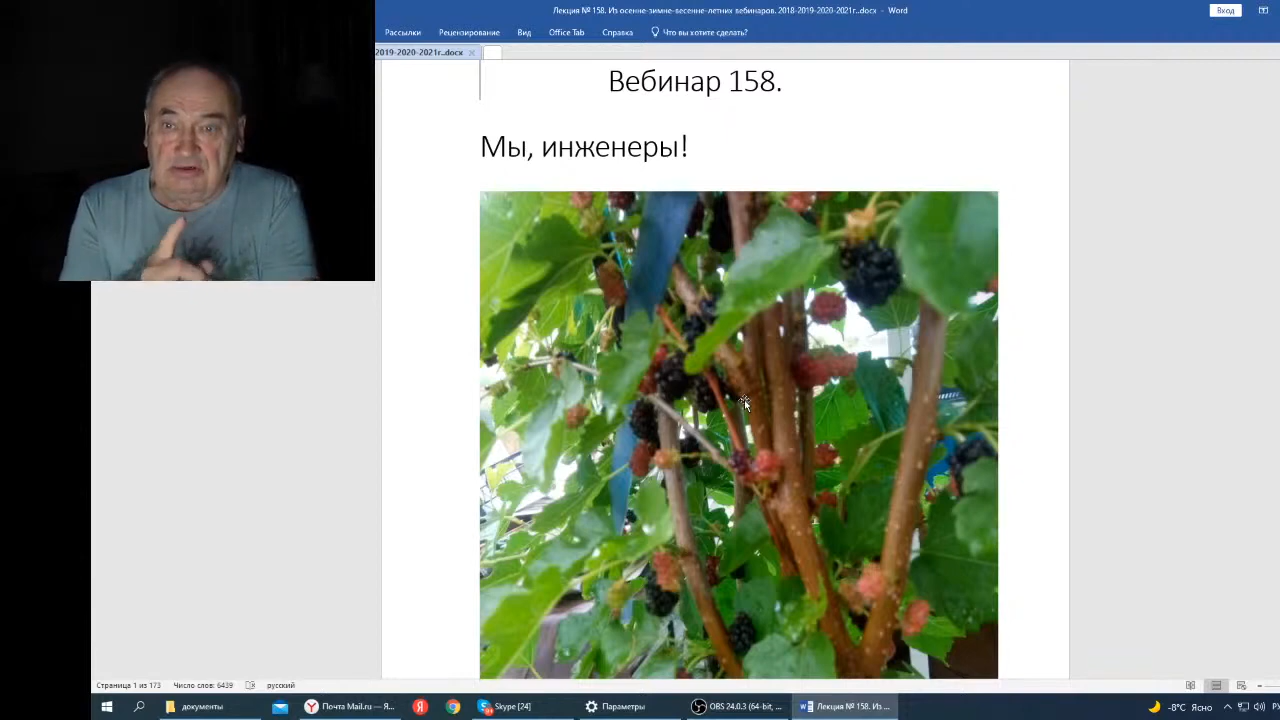 Лекция № 158. Из осенне-зимне-весенне-летних вебинаров. 2018-2019-2020-2021г..docx - Word
Вход
Рассылки Рецензирование Вид Office Tab Справка Что вы хотите сделать?
2019-2020-2021г..docx
Вебинар 158.
Мы, инженеры!
Страница 1 из 173 Число слов: 6439 русский
документы Почта Mail.ru — Я... Skype [24] Параметры OBS 24.0.3 (64-bit, ... Лекция № 158. Из ... -8°C Ясно